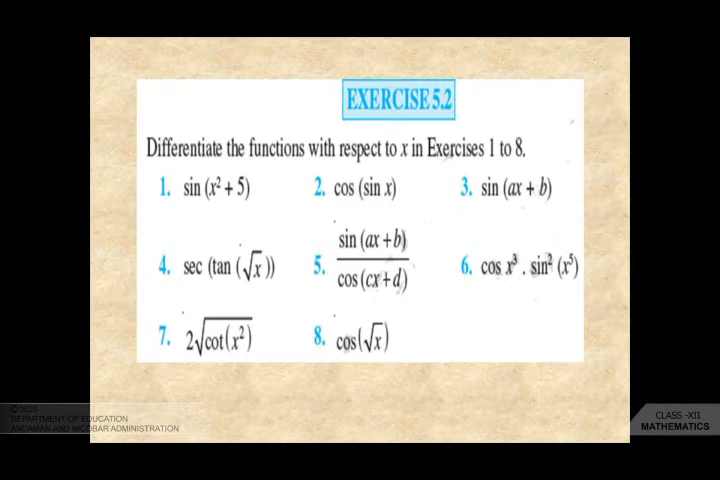 EXERCISE 5.2
Differentiate the functions with respect to x in Exercises 1 to 8.
1. sin (x² + 5) 2. cos (sin x) 3. sin (ax + b)
4. sec (tan (√x)) 5. sin (ax + b) / cos (cx + d) 6. cos x³ . sin² (x⁵)
7. 2√cot(x²) 8. cos(√x)
©2020
DEPARTMENT OF EDUCATION
ANDAMAN AND NICOBAR ADMINISTRATION
CLASS -XII
MATHEMATICS